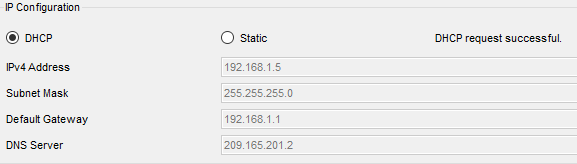 IP Configuration
DHCP Static DHCP request successful.
IPv4 Address 192.168.1.5
Subnet Mask 255.255.255.0
Default Gateway 192.168.1.1
DNS Server 209.165.201.2